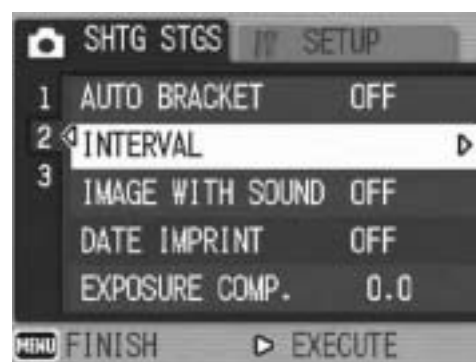 SHTG STGS SETUP
1 AUTO BRACKET OFF
2 INTERVAL
3 IMAGE WITH SOUND OFF
DATE IMPRINT OFF
EXPOSURE COMP. 0.0
MENU FINISH EXECUTE